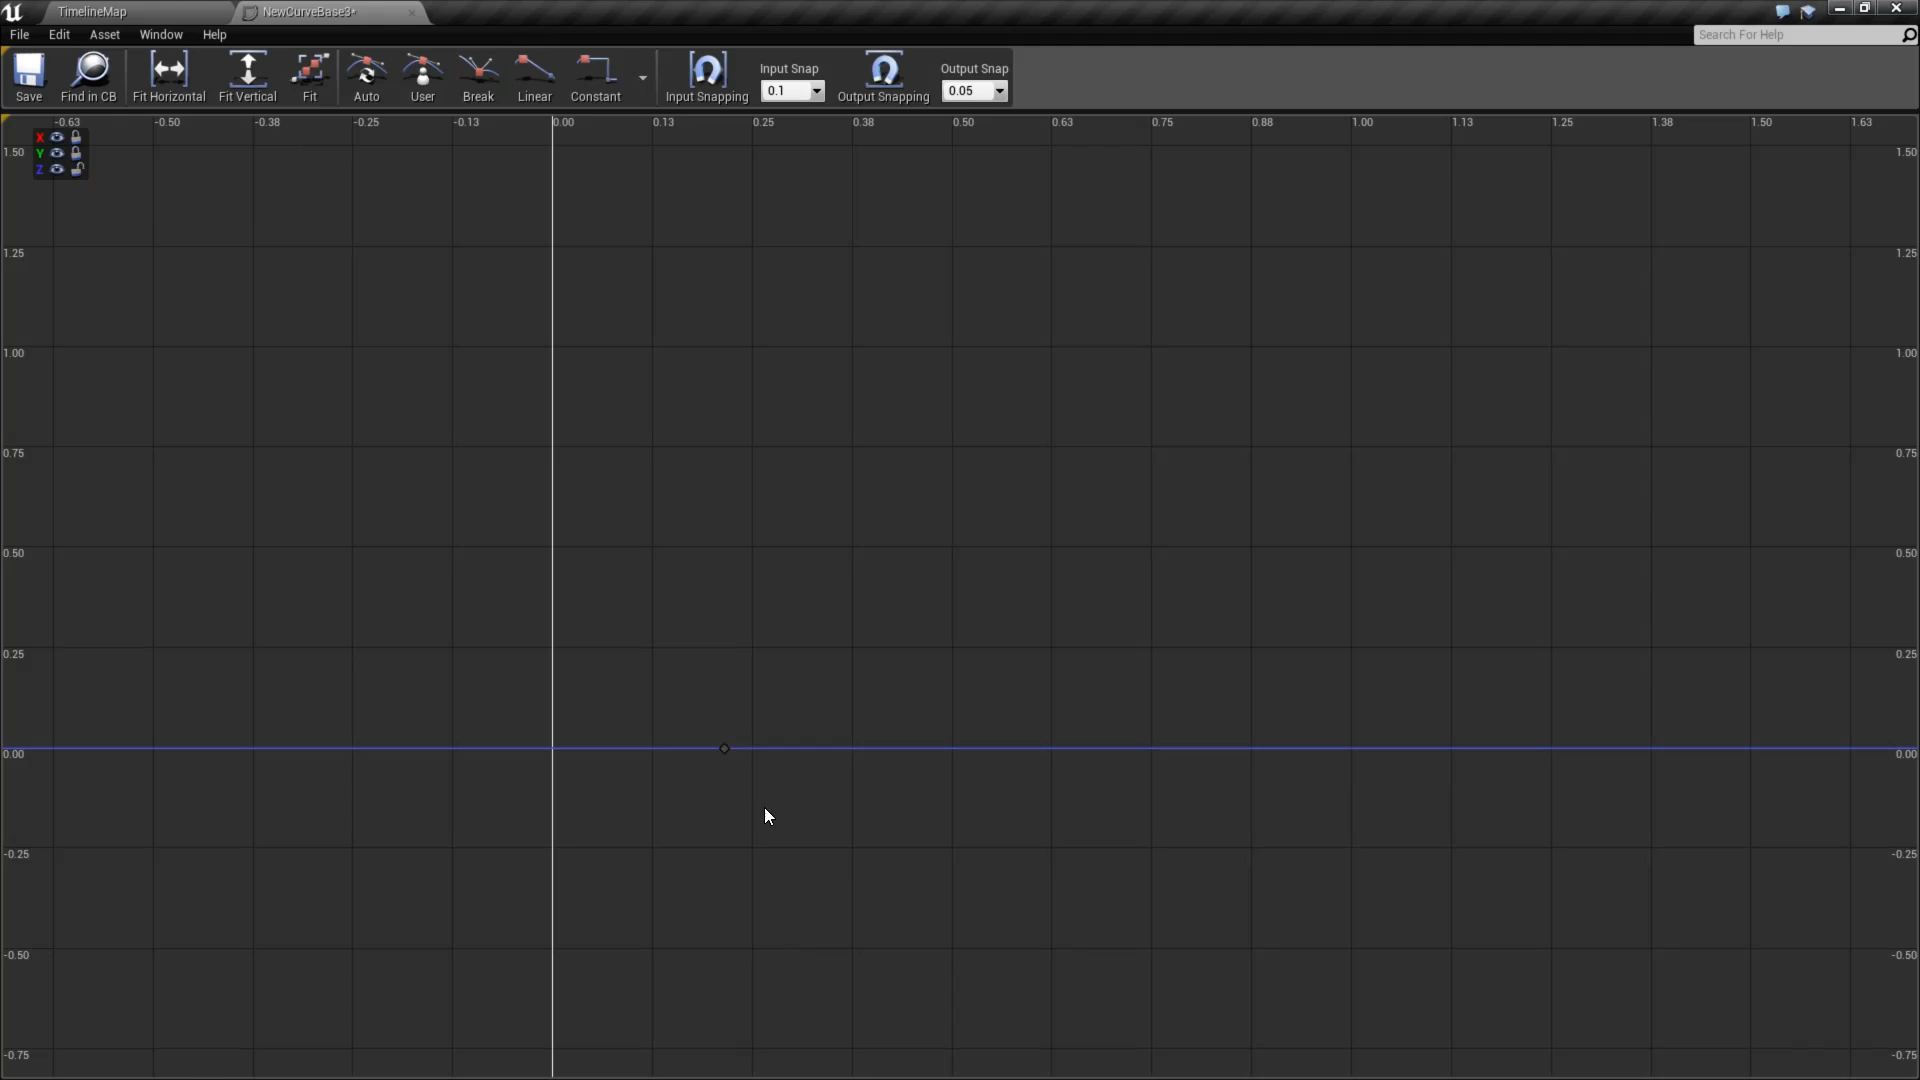 TimelineMap NewCurveBase3*
File Edit Asset Window Help Search For Help
Save Find in CB Fit Horizontal Fit Vertical Fit Auto User Break Linear Constant Input Snapping Input Snap 0.1 Output Snapping Output Snap 0.05
-0.63 -0.50 -0.38 -0.25 -0.13 0.00 0.13 0.25 0.38 0.50 0.63 0.75 0.88 1.00 1.13 1.25 1.38 1.50 1.63
X
1.50 Y 1.50
Z
1.25 1.25
1.00 1.00
0.75 0.75
0.50 0.50
0.25 0.25
0.00 0.00
-0.25 -0.25
-0.50 -0.50
-0.75 -0.75